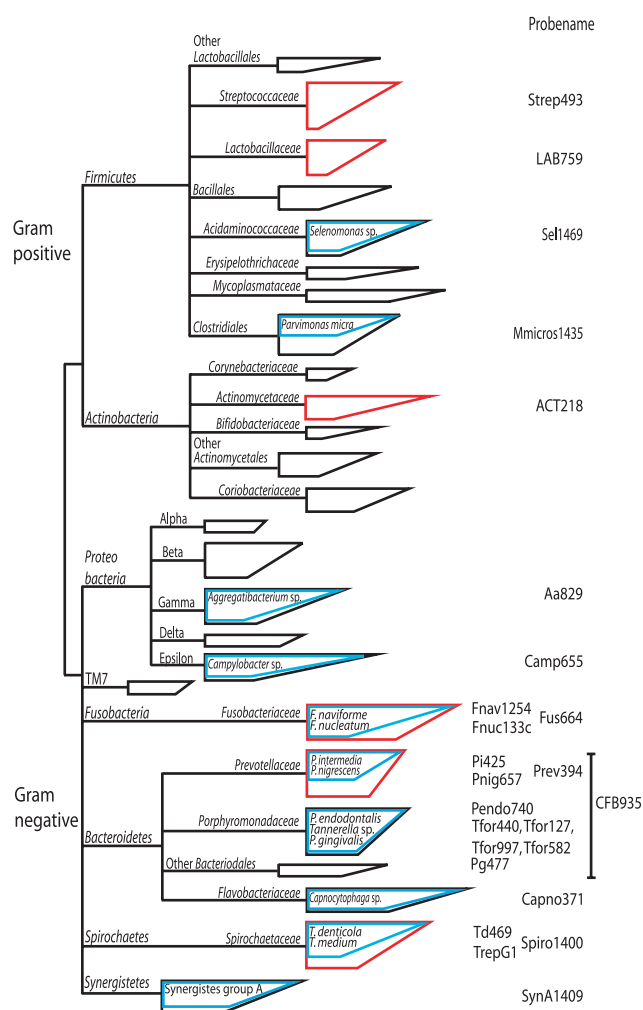 Probename
Other
Lactobacillales
Streptococcaceae
Strep493
Lactobacillaceae
LAB759
Firmicutes
Bacillales
Gram
positive
Acidaminococcaceae
Selenomonas sp.
Sel1469
Erysipelothrichaceae
Mycoplasmataceae
Clostridiales
Parvimonas micra
Mmicros1435
Corynebacteriaceae
Actinomycetaceae
ACT218
Actinobacteria
Bifidobacteriaceae
Other
Actinomycetales
Coriobacteriaceae
Alpha
Proteo
bacteria
Beta
Gamma
Aggregatibacterium sp.
Aa829
Delta
Epsilon
Campylobacter sp.
Camp655
TM7
Fusobacteria
Fusobacteriaceae
F. naviforme
F. nucleatum
Fnav1254
Fnuc133c
Fus664
Prevotellaceae
P. intermedia
P. nigrescens
Pi425
Pnig657
Prev394
Gram
negative
CFB935
Bacteroidetes
Porphyromonadaceae
P. endodontalis
Tannerella sp.
P. gingivalis
Pendo740
Tfor440, Tfor127,
Tfor997, Tfor582
Pg477
Other Bacteriodales
Flavobacteriaceae
Capnocytophaga sp.
Capno371
Spirochaetes
Spirochaetaceae
T. denticola
T. medium
Td469
TrepG1
Spiro1400
Synergistetes
Synergistes group A
SynA1409